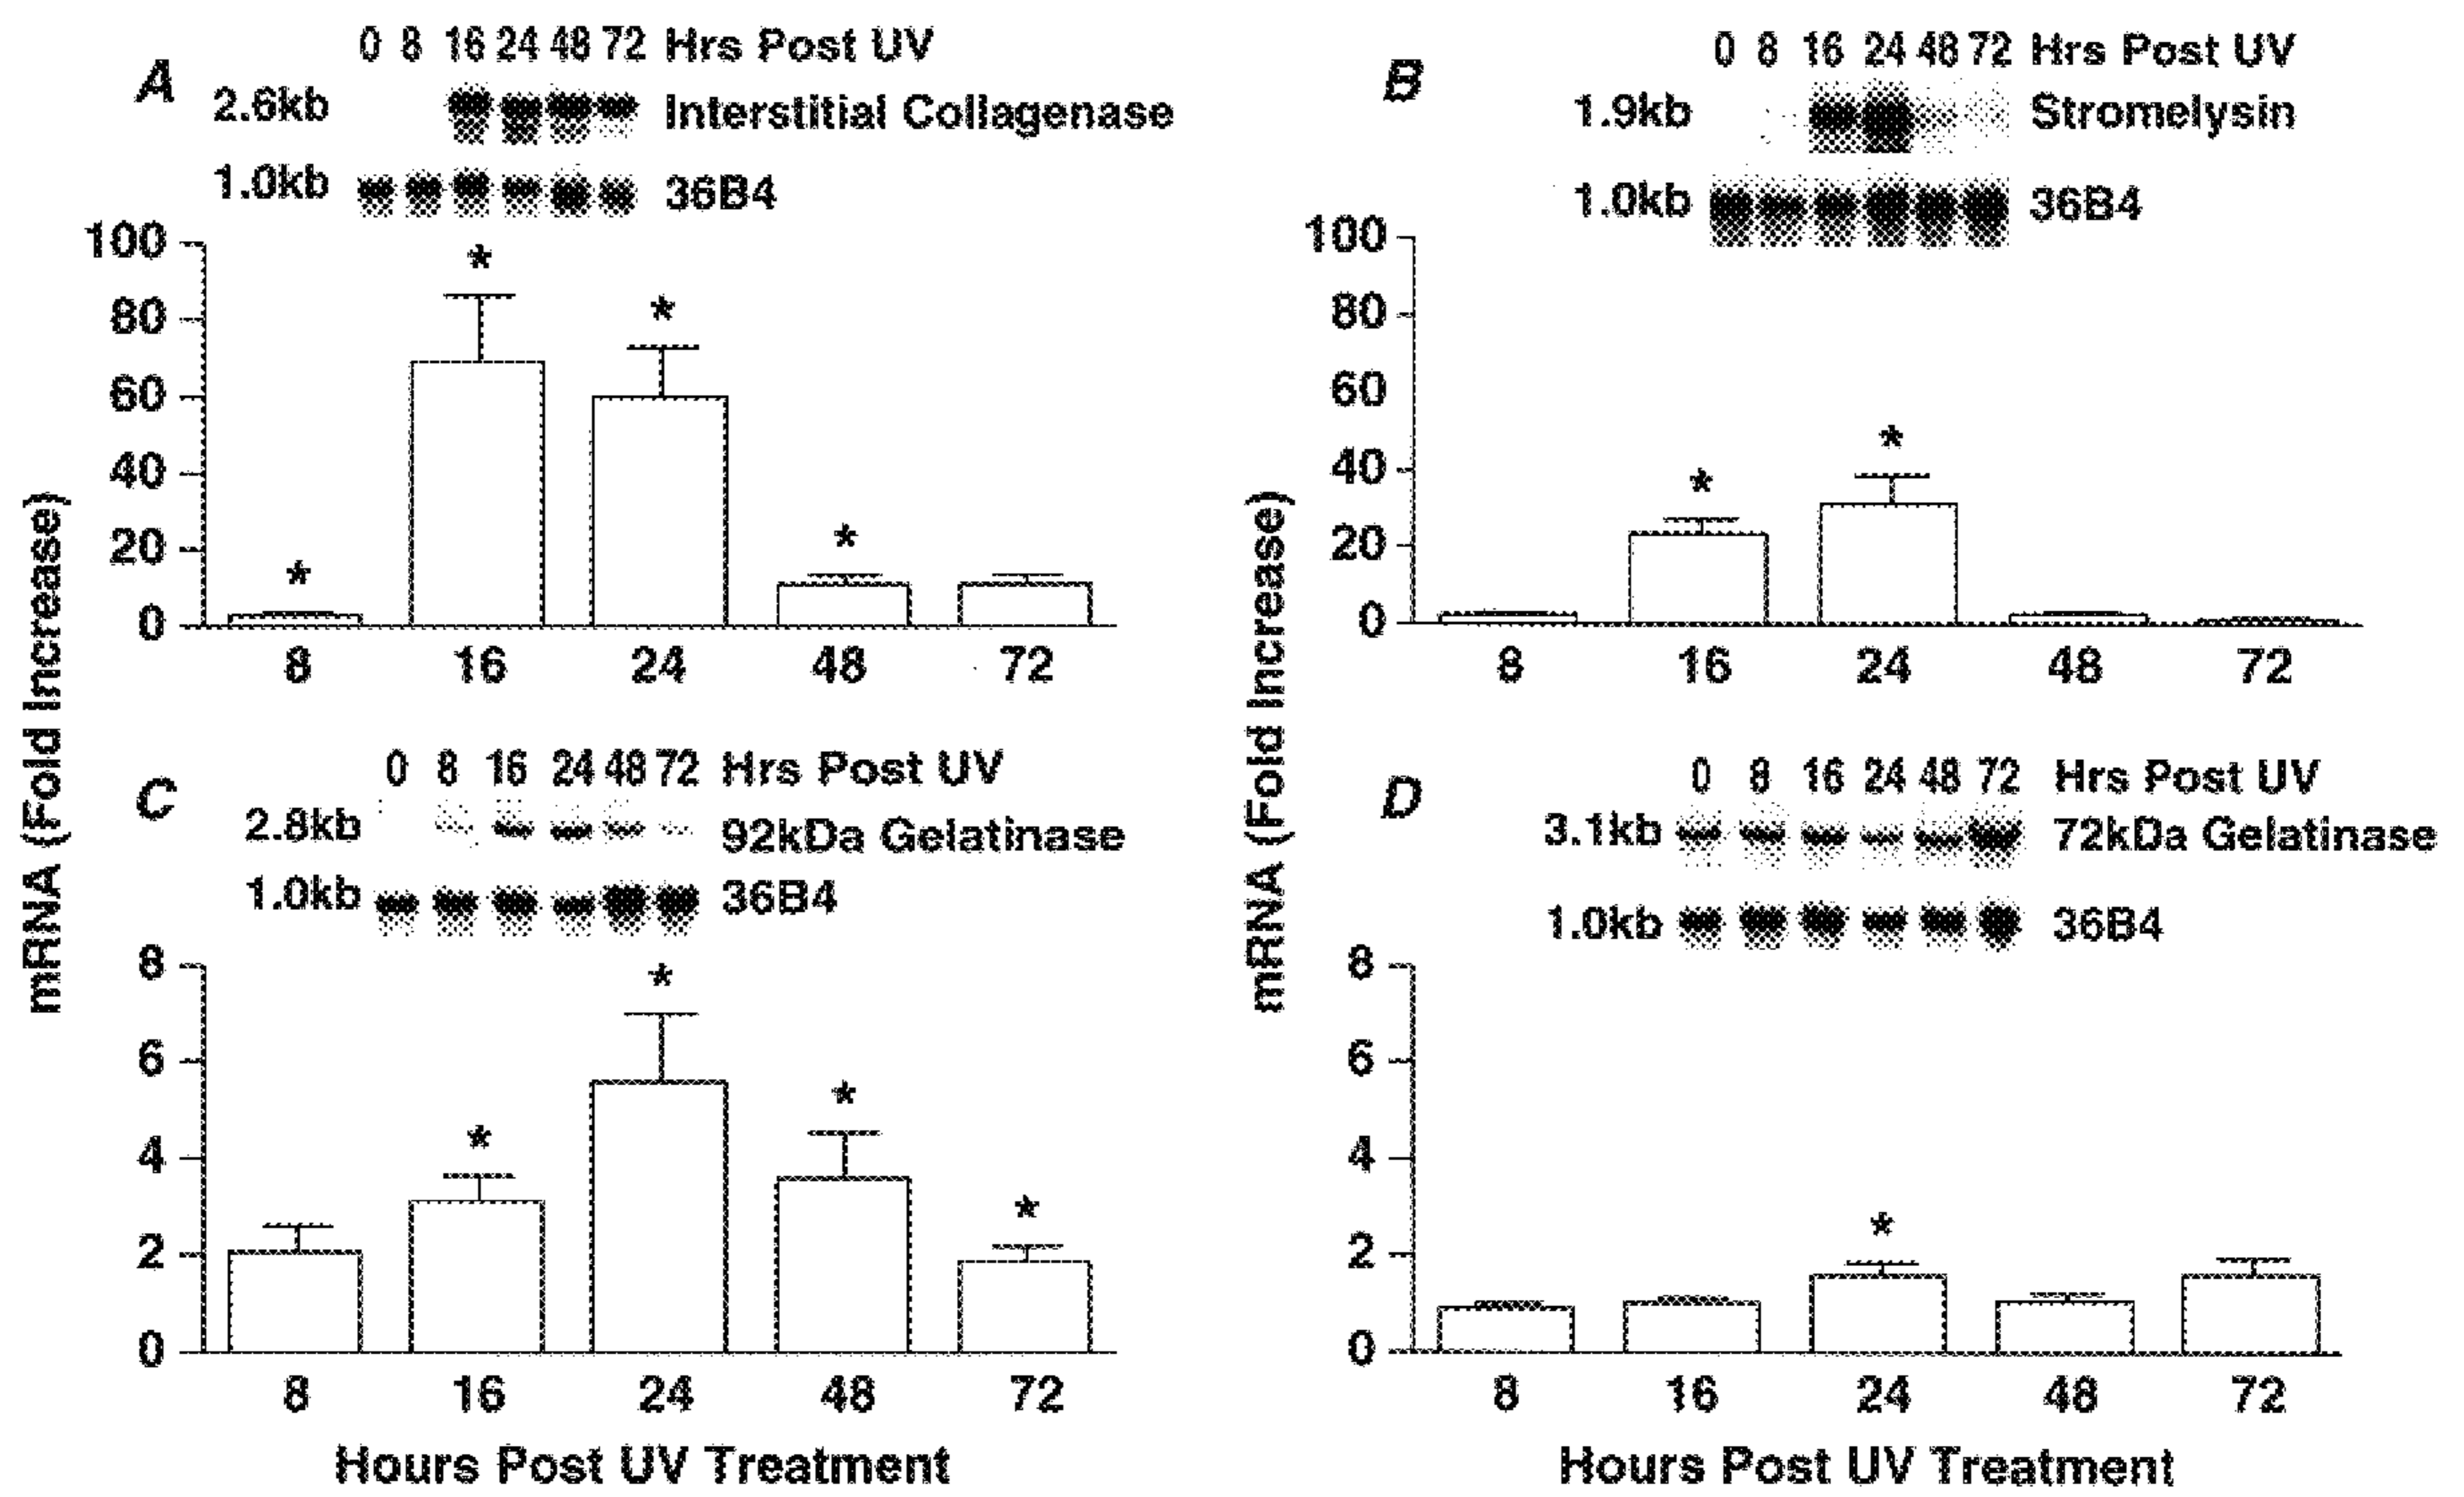 A
0 8 16 24 48 72 Hrs Post UV
2.6kb Interstitial Collagenase
1.0kb 36B4
100
80
60
40
20
0
* * * *
8 16 24 48 72
B
0 8 16 24 48 72 Hrs Post UV
1.9kb Stromelysin
1.0kb 36B4
100
80
60
40
20
0
* *
8 16 24 48 72
mRNA (Fold Increase)
mRNA (Fold Increase)
C
0 8 16 24 48 72 Hrs Post UV
2.8kb 92kDa Gelatinase
1.0kb 36B4
8
6
4
2
0
* * * *
8 16 24 48 72
Hours Post UV Treatment
D
0 8 16 24 48 72 Hrs Post UV
3.1kb 72kDa Gelatinase
1.0kb 36B4
8
6
4
2
0
*
8 16 24 48 72
Hours Post UV Treatment